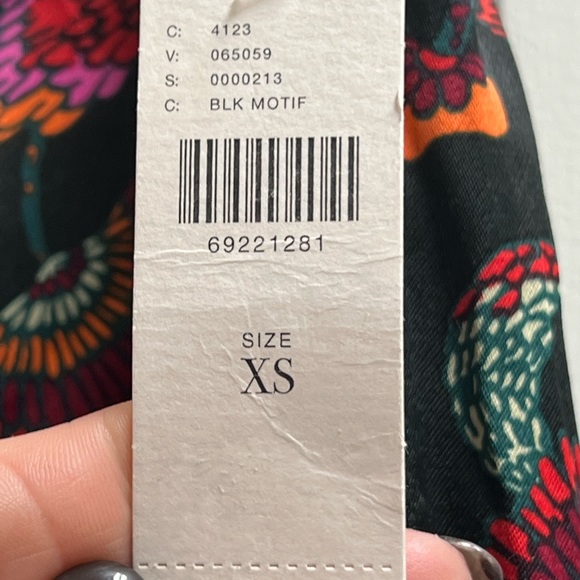 C: 4123
V: 065059
S: 0000213
C: BLK MOTIF
69221281
SIZE
XS